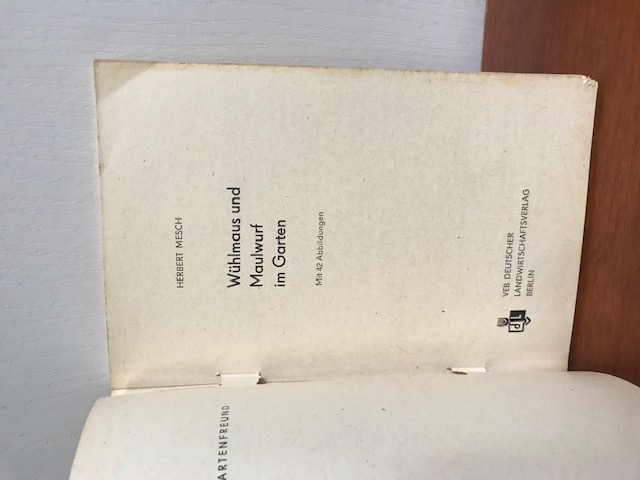 ARTENFREUND
HERBERT MESCH
Wühlmaus und
Maulwurf
im Garten
Mit 42 Abbildungen
VEB DEUTSCHER
LANDWIRTSCHAFTSVERLAG
BERLIN